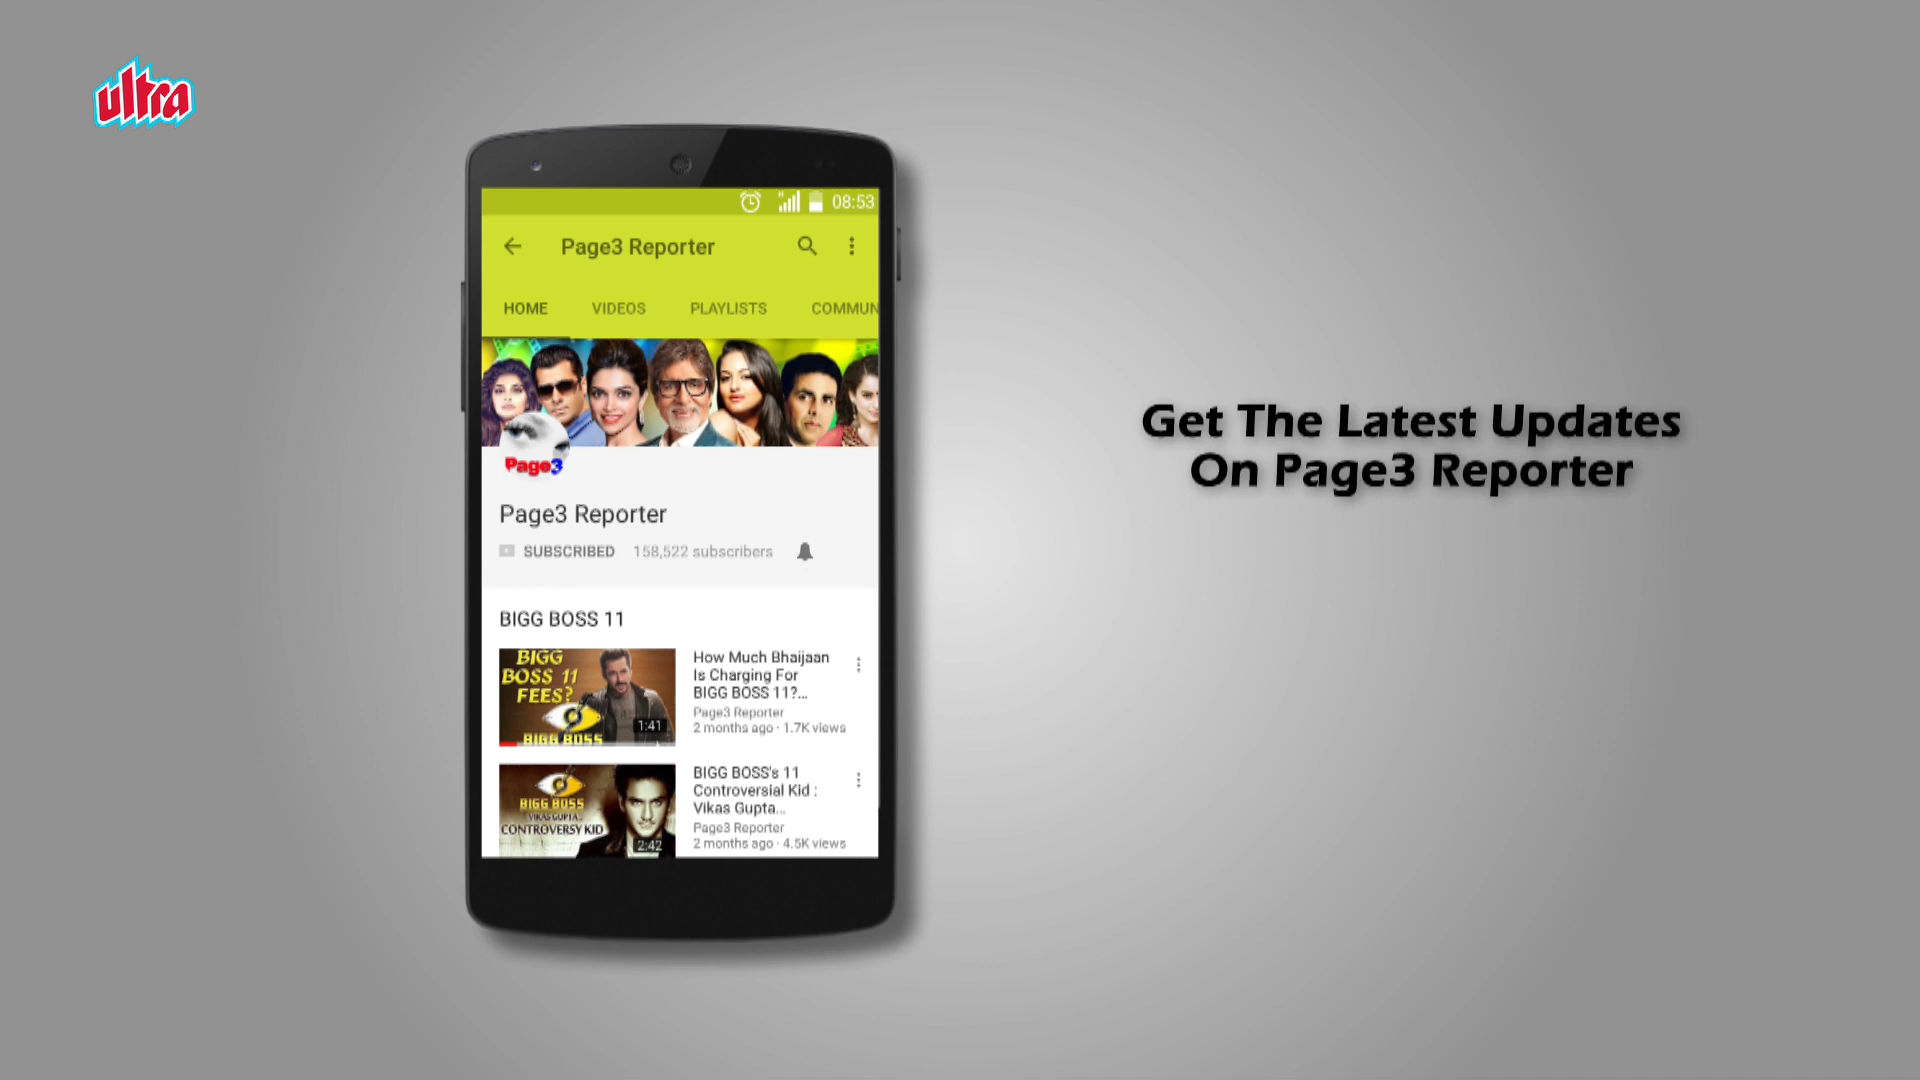 ultra
08:53
Page3 Reporter
HOME VIDEOS PLAYLISTS COMMUN
Page3
Page3 Reporter
SUBSCRIBED 158,522 subscribers
BIGG BOSS 11
BIGG
BOSS 11
FEES?
BIGG BOSS
1:41
How Much Bhaijaan
Is Charging For
BIGG BOSS 11?...
Page3 Reporter
2 months ago · 1.7K views
BIGG BOSS
VIKAS GUPTA..
CONTROVERSY KID
2:42
BIGG BOSS's 11
Controversial Kid :
Vikas Gupta...
Page3 Reporter
2 months ago · 4.5K views
Get The Latest Updates
On Page3 Reporter